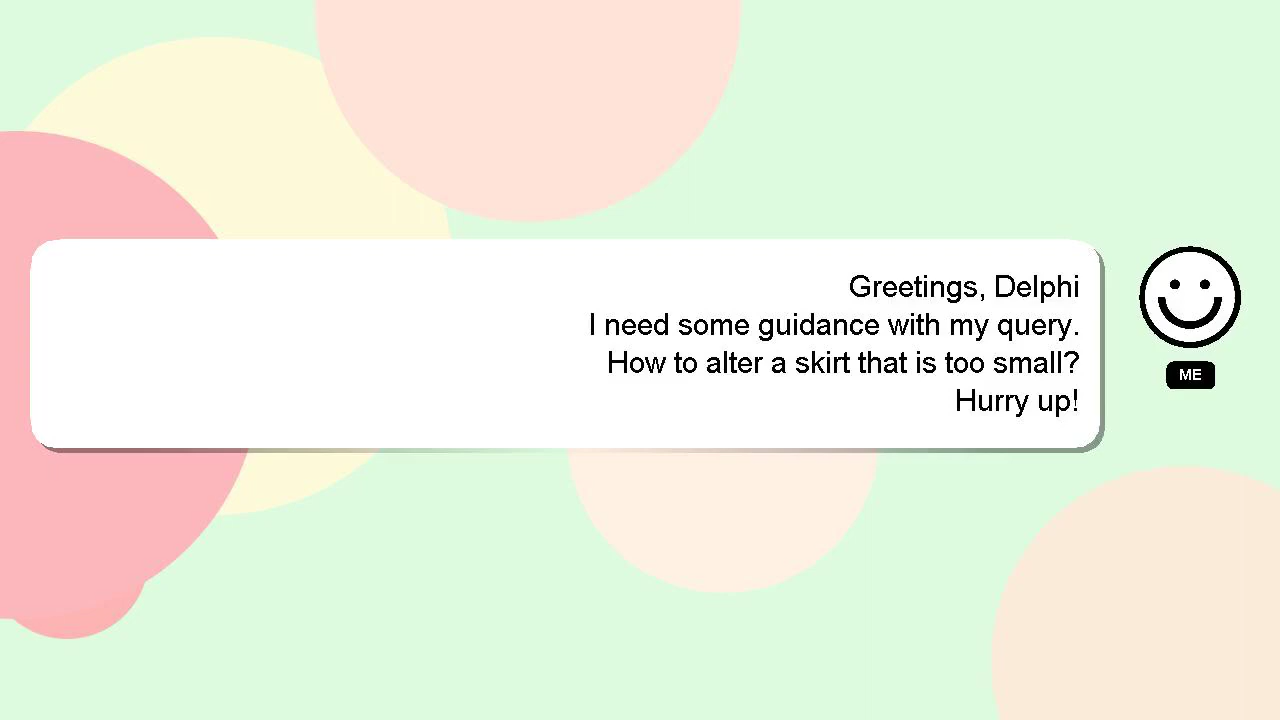 Greetings, Delphi
I need some guidance with my query.
How to alter a skirt that is too small?
Hurry up!
ME